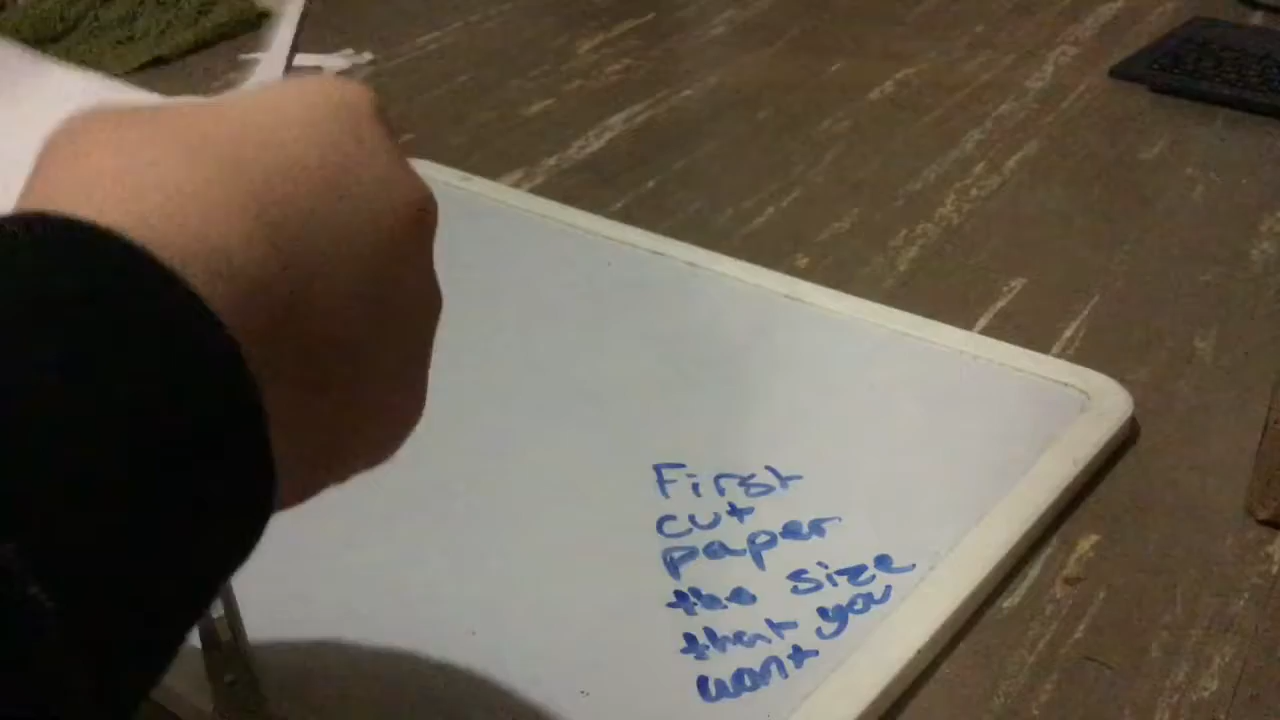 First
cut
paper
the size
that you
want